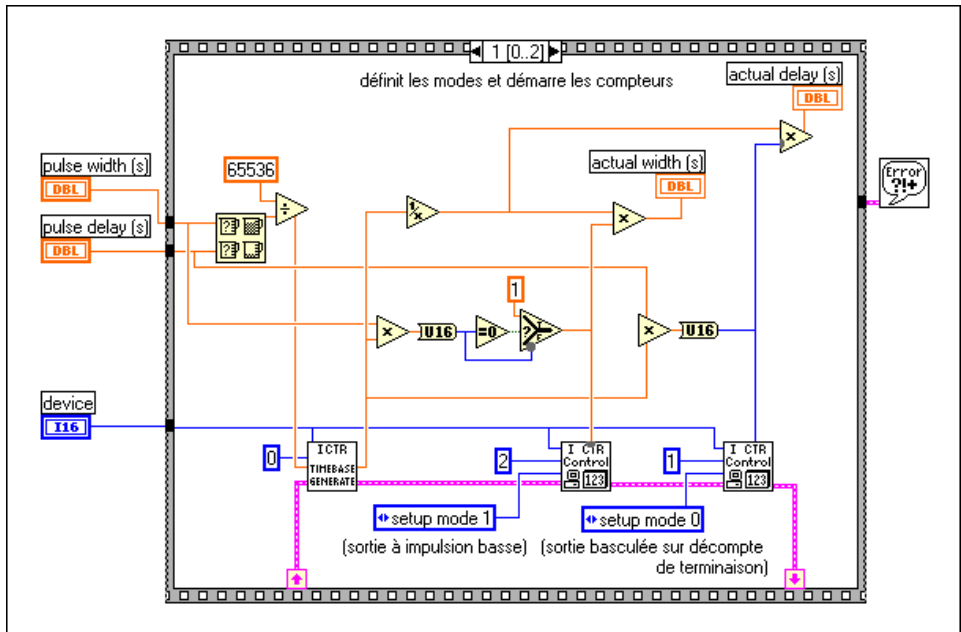 1 [0..2]
définit les modes et démarre les compteurs
actual delay (s)
DBL
pulse width (s)
DBL
65536
actual width (s)
DBL
Error
?!+
÷
1/x
×
×
pulse delay (s)
DBL
?
?
1
×
U16
=0
?
T
F
×
U16
device
I16
0
I CTR
TIMEBASE
GENERATE
2
I CTR
Control
123
1
I CTR
Control
123
setup mode 1
setup mode 0
(sortie à impulsion basse)
(sortie basculée sur décompte
de terminaison)